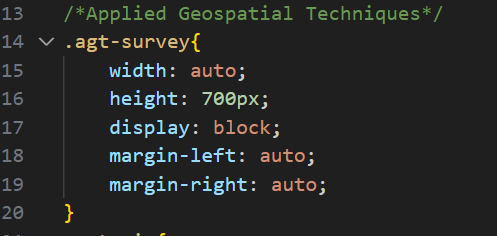 13 /*Applied Geospatial Techniques*/
14 .agt-survey{
15 width: auto;
16 height: 700px;
17 display: block;
18 margin-left: auto;
19 margin-right: auto;
20 }